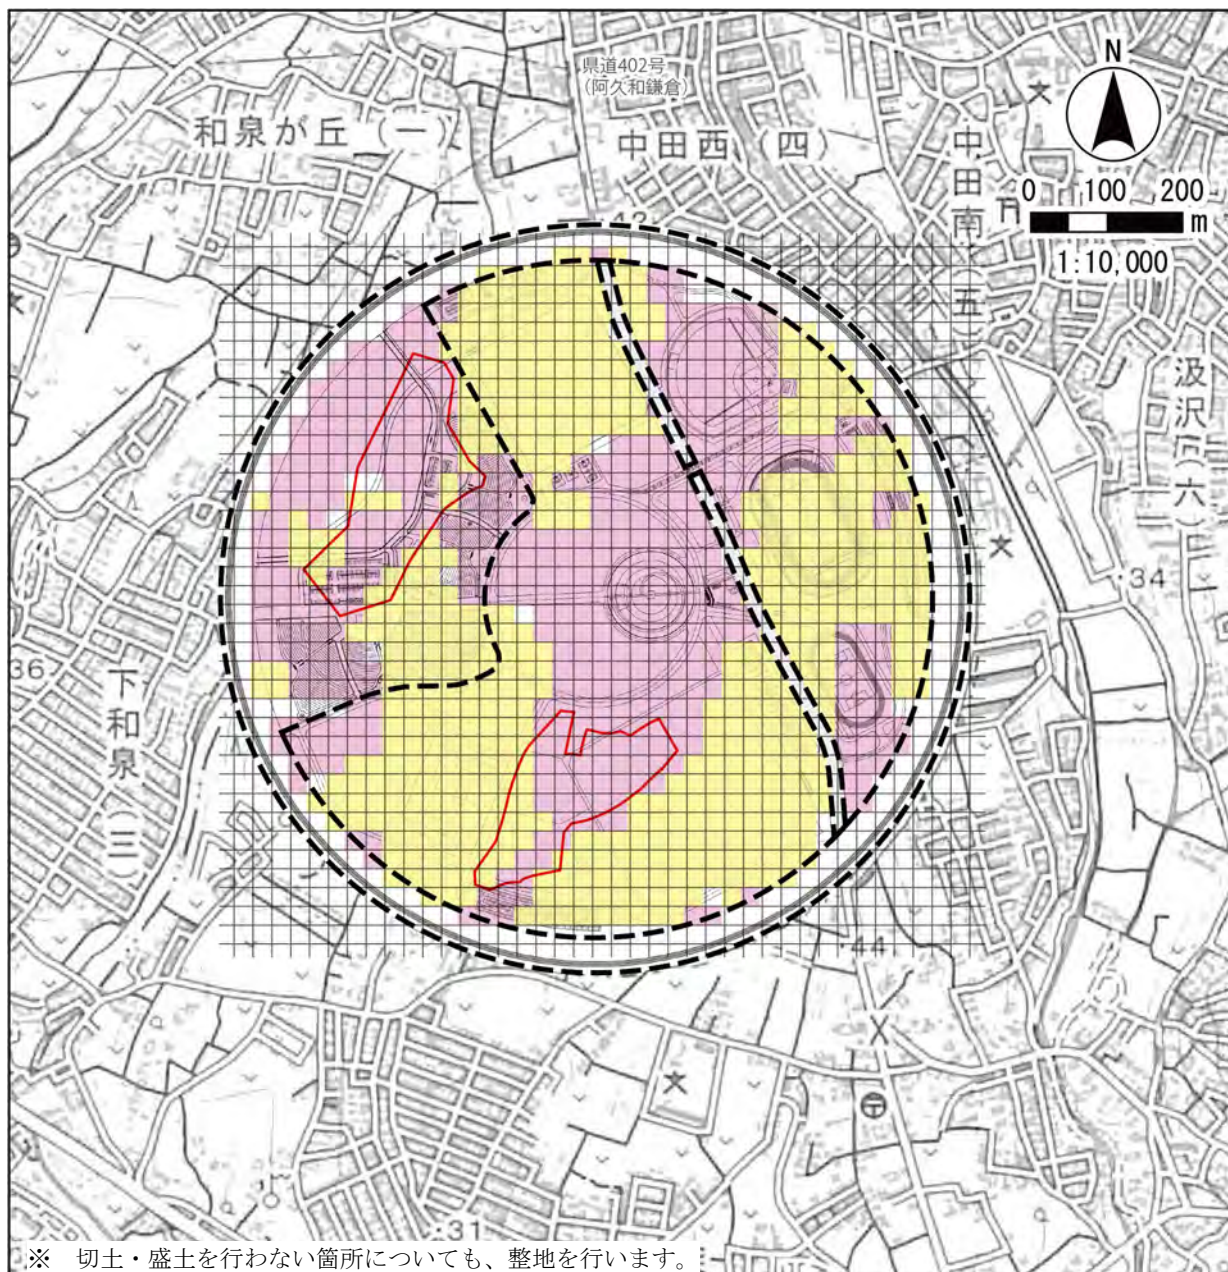 県道402号
（阿久和鎌倉）
N
和泉が丘（一）
中田西（四）
中田南（五）
0 100 200
m
1:10,000
・42
汲沢（六）
・34
36
下和泉（三）
・44
・31
※　切土・盛土を行わない箇所についても、整地を行います。